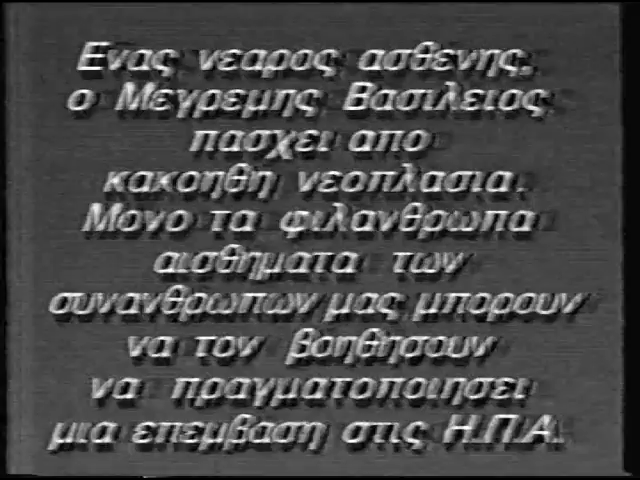 Ενας νεαρος ασθενης,
ο Μεγρεμης Βασιλειος
πασχει απο
κακοηθη νεοπλασια.
Μονο τα φιλανθρωπα
αισθηματα των
συνανθρωπων μας μπορουν
να τον βοηθησουν
να πραγματοποιησει
μια επεμβαση στις Η.Π.Α.